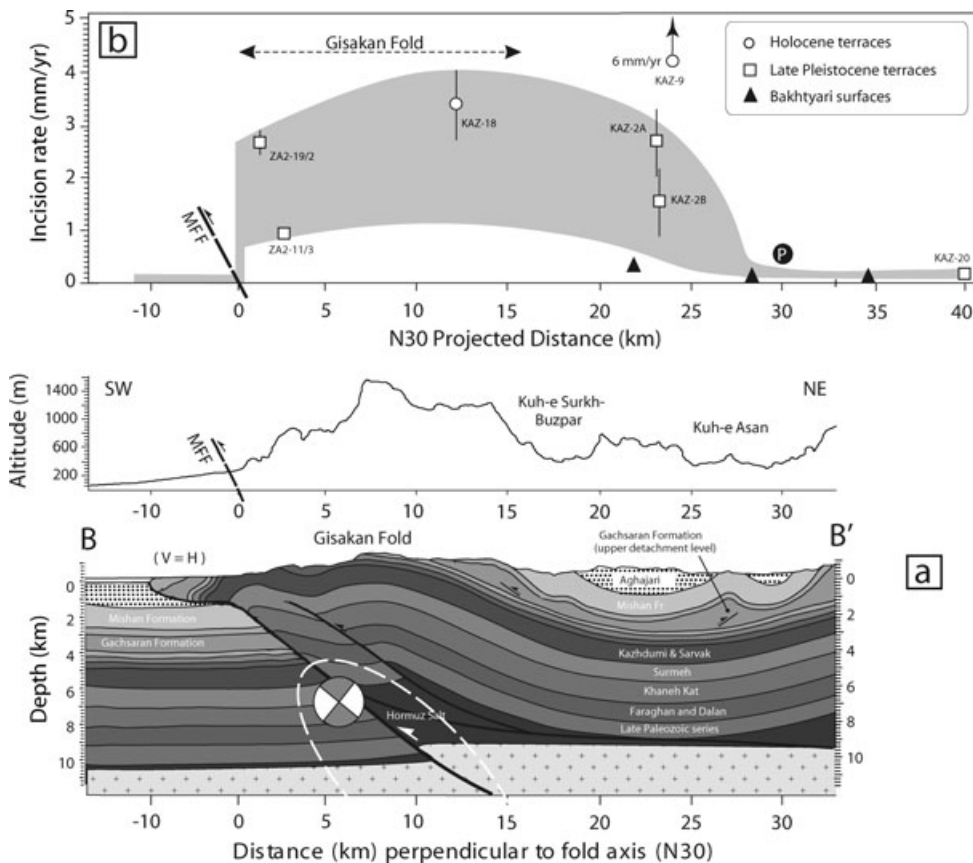 b
Incision rate (mm/yr)
5
4
3
2
1
0
Gisakan Fold
6 mm/yr
KAZ-9
Holocene terraces
Late Pleistocene terraces
Bakhtyari surfaces
ZA2-19/2
KAZ-18
KAZ-2A
KAZ-2B
ZA2-11/3
MFF
P
KAZ-20
-10 0 5 10 15 20 25 30 35 40
N30 Projected Distance (km)
Altitude (m)
1400
1000
600
200
SW
NE
Kuh-e Surkh-
Buzpar
Kuh-e Asan
MFF
-10 0 5 10 15 20 25 30
B
B'
( V = H )
Gisakan Fold
Gachsaran Formation
(upper detachment level)
a
Depth (km)
0
2
4
6
8
10
0
2
4
6
8
10
Aghajari
Mishan Fr
Mishan Formation
Gachsaran Formation
Kazhdumi & Sarvak
Surmeh
Khaneh Kat
Faraghan and Dalan
Late Paleozoic series
Hormuz Salt
-10 0 5 10 15 20 25 30
Distance (km) perpendicular to fold axis (N30)